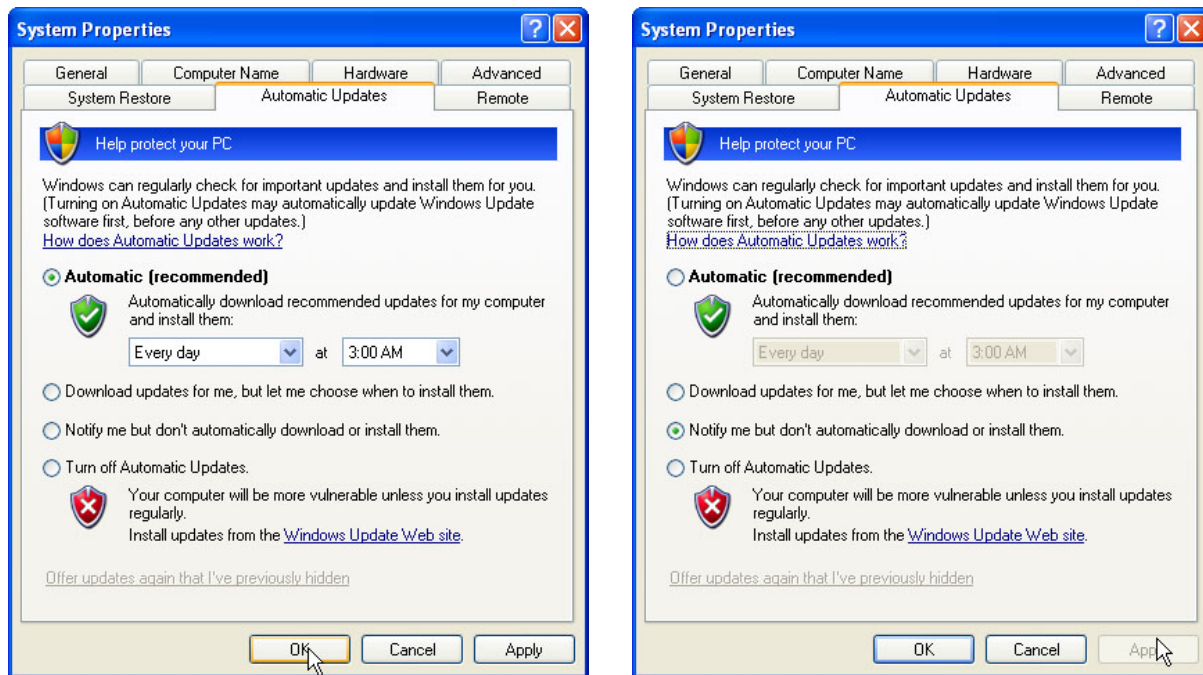 System Properties
General
Computer Name
Hardware
Advanced
System Restore
Automatic Updates
Remote
Help protect your PC
Windows can regularly check for important updates and install them for you.
(Turning on Automatic Updates may automatically update Windows Update
software first, before any other updates.)
How does Automatic Updates work?
Automatic (recommended)
Automatically download recommended updates for my computer
and install them:
Every day at 3:00 AM
Download updates for me, but let me choose when to install them.
Notify me but don't automatically download or install them.
Turn off Automatic Updates.
Your computer will be more vulnerable unless you install updates
regularly.
Install updates from the Windows Update Web site.
Offer updates again that I've previously hidden
OK
Cancel
Apply
System Properties
General
Computer Name
Hardware
Advanced
System Restore
Automatic Updates
Remote
Help protect your PC
Windows can regularly check for important updates and install them for you.
(Turning on Automatic Updates may automatically update Windows Update
software first, before any other updates.)
How does Automatic Updates work?
Automatic (recommended)
Automatically download recommended updates for my computer
and install them:
Every day at 3:00 AM
Download updates for me, but let me choose when to install them.
Notify me but don't automatically download or install them.
Turn off Automatic Updates.
Your computer will be more vulnerable unless you install updates
regularly.
Install updates from the Windows Update Web site.
Offer updates again that I've previously hidden
OK
Cancel
Apply